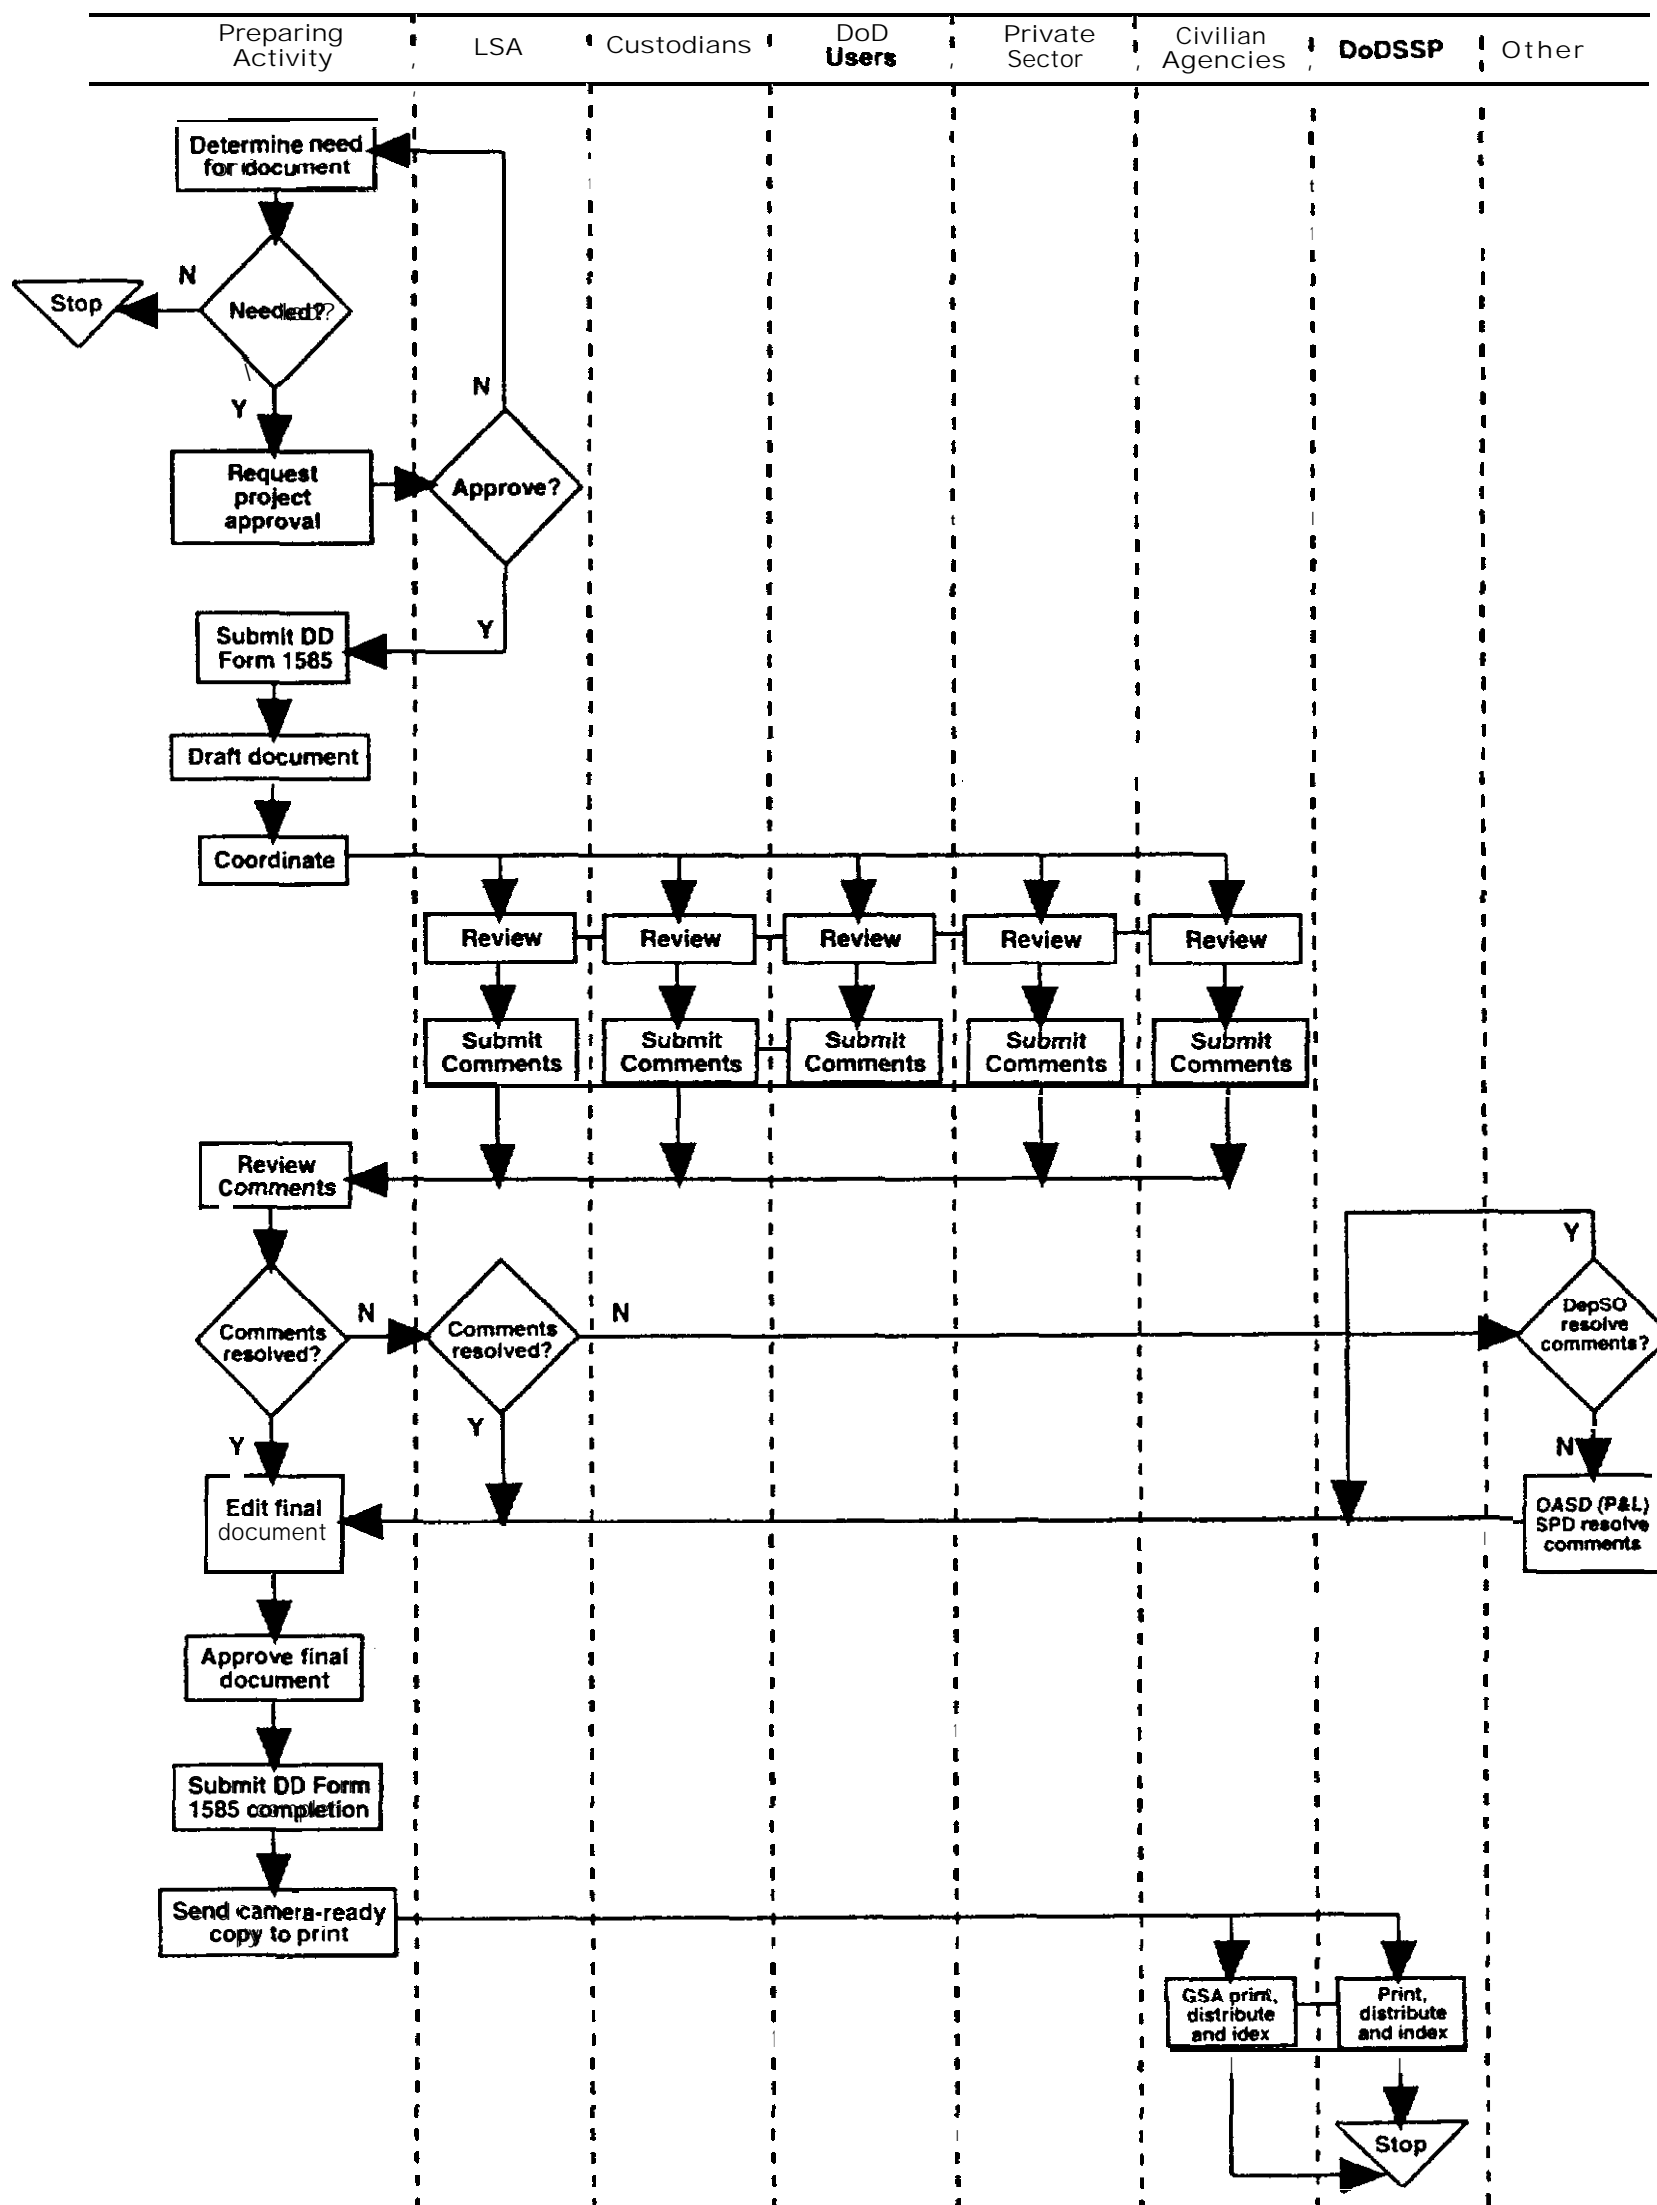 Preparing
Activity
LSA
Custodians
DoD
Users
Private
Sector
Civilian
Agencies
DoDSSP
Other
Determine need
for document
N
Stop
Needed?
N
Y
Request
project
approval
Approve?
Submit DD
Form 1585
Y
Draft document
Coordinate
Review
Review
Review
Review
Review
Submit
Comments
Submit
Comments
Submit
Comments
Submit
Comments
Submit
Comments
Review
Comments
Y
Comments
resolved?
N
Comments
resolved?
N
DepSO
resolve
comments?
Y
Y
N
Edit final
document
OASD (P&L)
SPD resolve
comments
Approve final
document
Submit DD Form
1585 completion
Send camera-ready
copy to print
GSA print,
distribute
and idex
Print,
distribute
and index
Stop